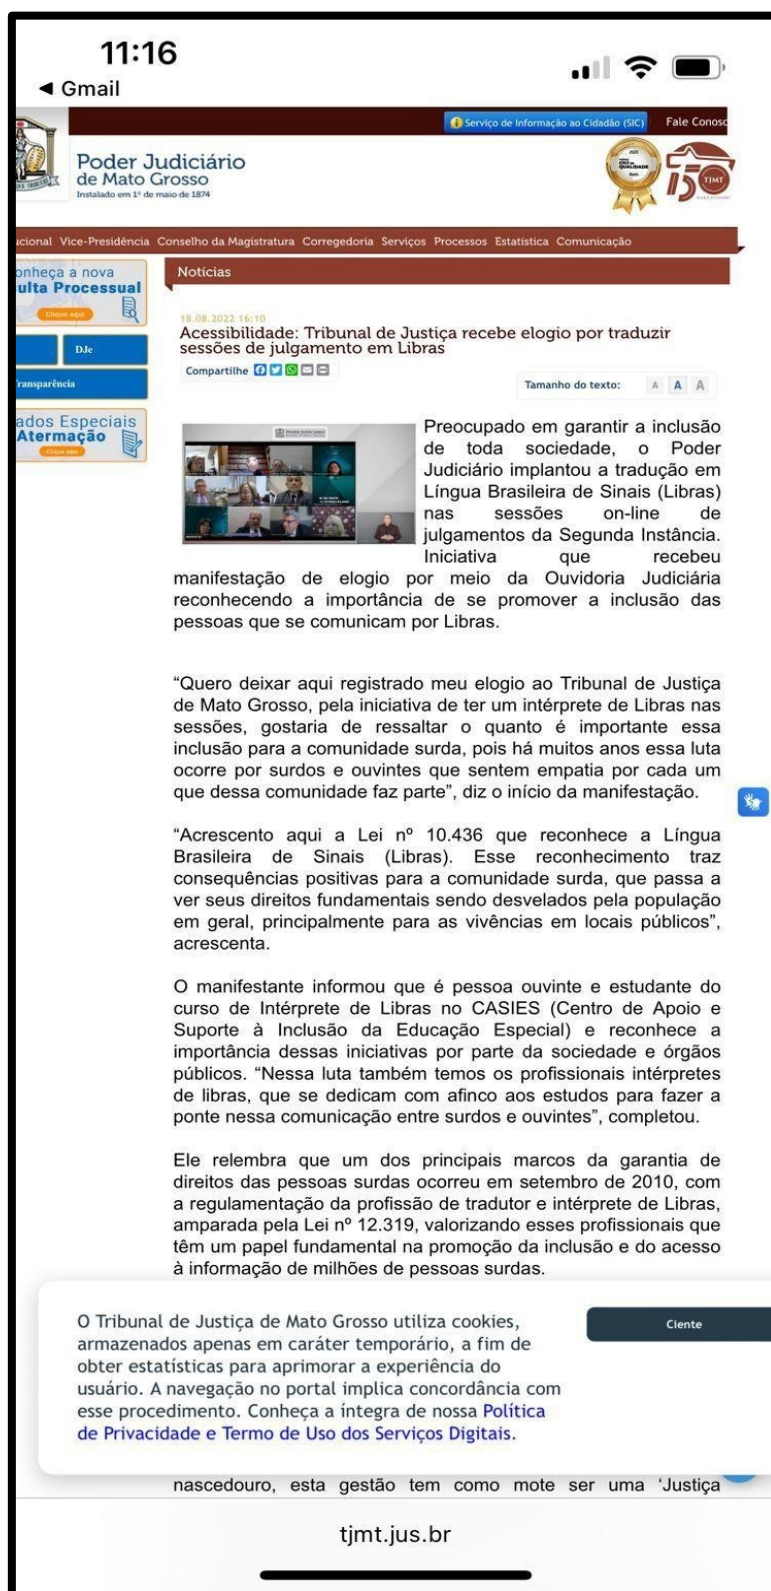 11:16
◀ Gmail
Serviço de Informação ao Cidadão (SIC)
Fale Conosc
Poder Judiciário
de Mato Grosso
Instalado em 1º de maio de 1874
QUALIDADE
TJMT
ucional Vice-Presidência Conselho da Magistratura Corregedoria Serviços Processos Estatística Comunicação
onheça a nova
ulta Processual
Clique aqui
DJe
Transparência
ados Especiais
Atermação
Clique aqui
Notícias
18.08.2022 16:10
Acessibilidade: Tribunal de Justiça recebe elogio por traduzir
sessões de julgamento em Libras
Compartilhe
Tamanho do texto: A A A
PODER JUDICIÁRIO
Preocupado em garantir a inclusão
de toda sociedade, o Poder
Judiciário implantou a tradução em
Língua Brasileira de Sinais (Libras)
nas sessões on-line de
julgamentos da Segunda Instância.
Iniciativa que recebeu
manifestação de elogio por meio da Ouvidoria Judiciária
reconhecendo a importância de se promover a inclusão das
pessoas que se comunicam por Libras.
“Quero deixar aqui registrado meu elogio ao Tribunal de Justiça
de Mato Grosso, pela iniciativa de ter um intérprete de Libras nas
sessões, gostaria de ressaltar o quanto é importante essa
inclusão para a comunidade surda, pois há muitos anos essa luta
ocorre por surdos e ouvintes que sentem empatia por cada um
que dessa comunidade faz parte”, diz o início da manifestação.
“Acrescento aqui a Lei nº 10.436 que reconhece a Língua
Brasileira de Sinais (Libras). Esse reconhecimento traz
consequências positivas para a comunidade surda, que passa a
ver seus direitos fundamentais sendo desvelados pela população
em geral, principalmente para as vivências em locais públicos”,
acrescenta.
O manifestante informou que é pessoa ouvinte e estudante do
curso de Intérprete de Libras no CASIES (Centro de Apoio e
Suporte à Inclusão da Educação Especial) e reconhece a
importância dessas iniciativas por parte da sociedade e órgãos
públicos. “Nessa luta também temos os profissionais intérpretes
de libras, que se dedicam com afinco aos estudos para fazer a
ponte nessa comunicação entre surdos e ouvintes”, completou.
Ele relembra que um dos principais marcos da garantia de
direitos das pessoas surdas ocorreu em setembro de 2010, com
a regulamentação da profissão de tradutor e intérprete de Libras,
amparada pela Lei nº 12.319, valorizando esses profissionais que
têm um papel fundamental na promoção da inclusão e do acesso
à informação de milhões de pessoas surdas.
O Tribunal de Justiça de Mato Grosso utiliza cookies,
armazenados apenas em caráter temporário, a fim de
obter estatísticas para aprimorar a experiência do
usuário. A navegação no portal implica concordância com
esse procedimento. Conheça a íntegra de nossa Política
de Privacidade e Termo de Uso dos Serviços Digitais.
Ciente
nascedouro, esta gestão tem como mote ser uma ‘Justiça
tjmt.jus.br